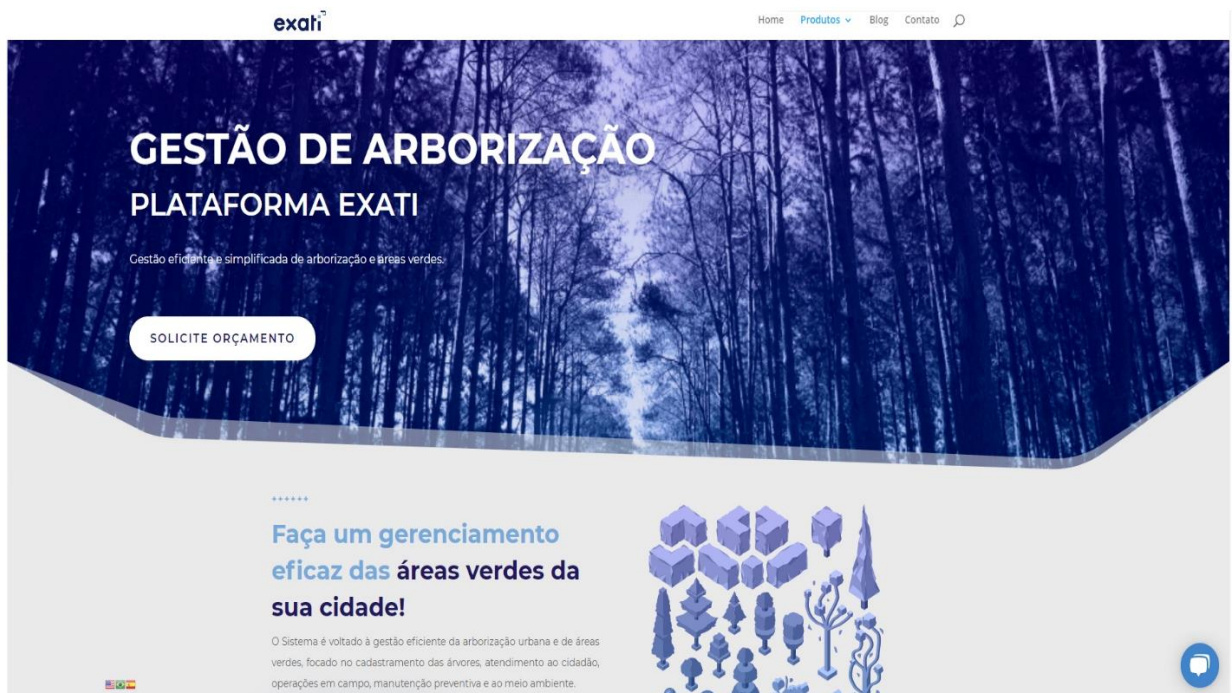 exati
Home Produtos Blog Contato
GESTÃO DE ARBORIZAÇÃO
PLATAFORMA EXATI
Gestão eficiente e simplificada de arborização e áreas verdes.
SOLICITE ORÇAMENTO
Faça um gerenciamento
eficaz das áreas verdes da
sua cidade!
O Sistema é voltado à gestão eficiente da arborização urbana e de áreas
verdes, focado no cadastramento das árvores, atendimento ao cidadão,
operações em campo, manutenção preventiva e ao meio ambiente.